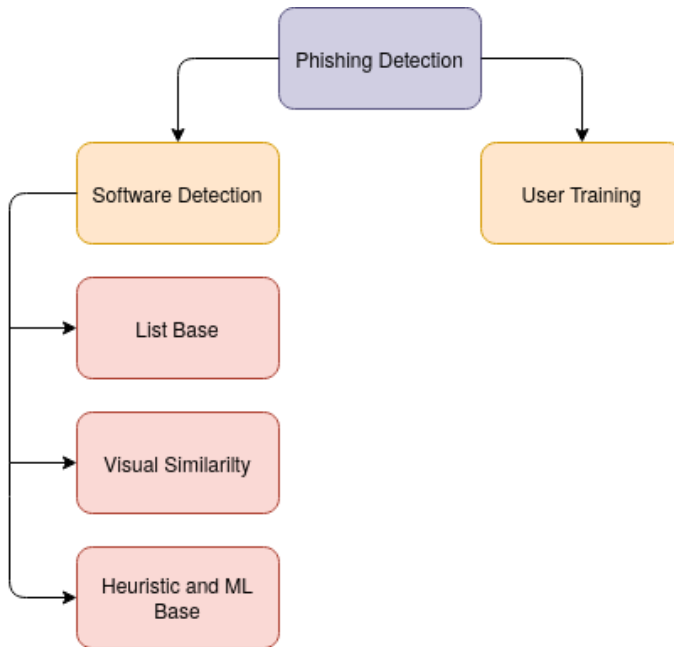 Phishing Detection
Software Detection
User Training
List Base
Visual Similarilty
Heuristic and ML
Base